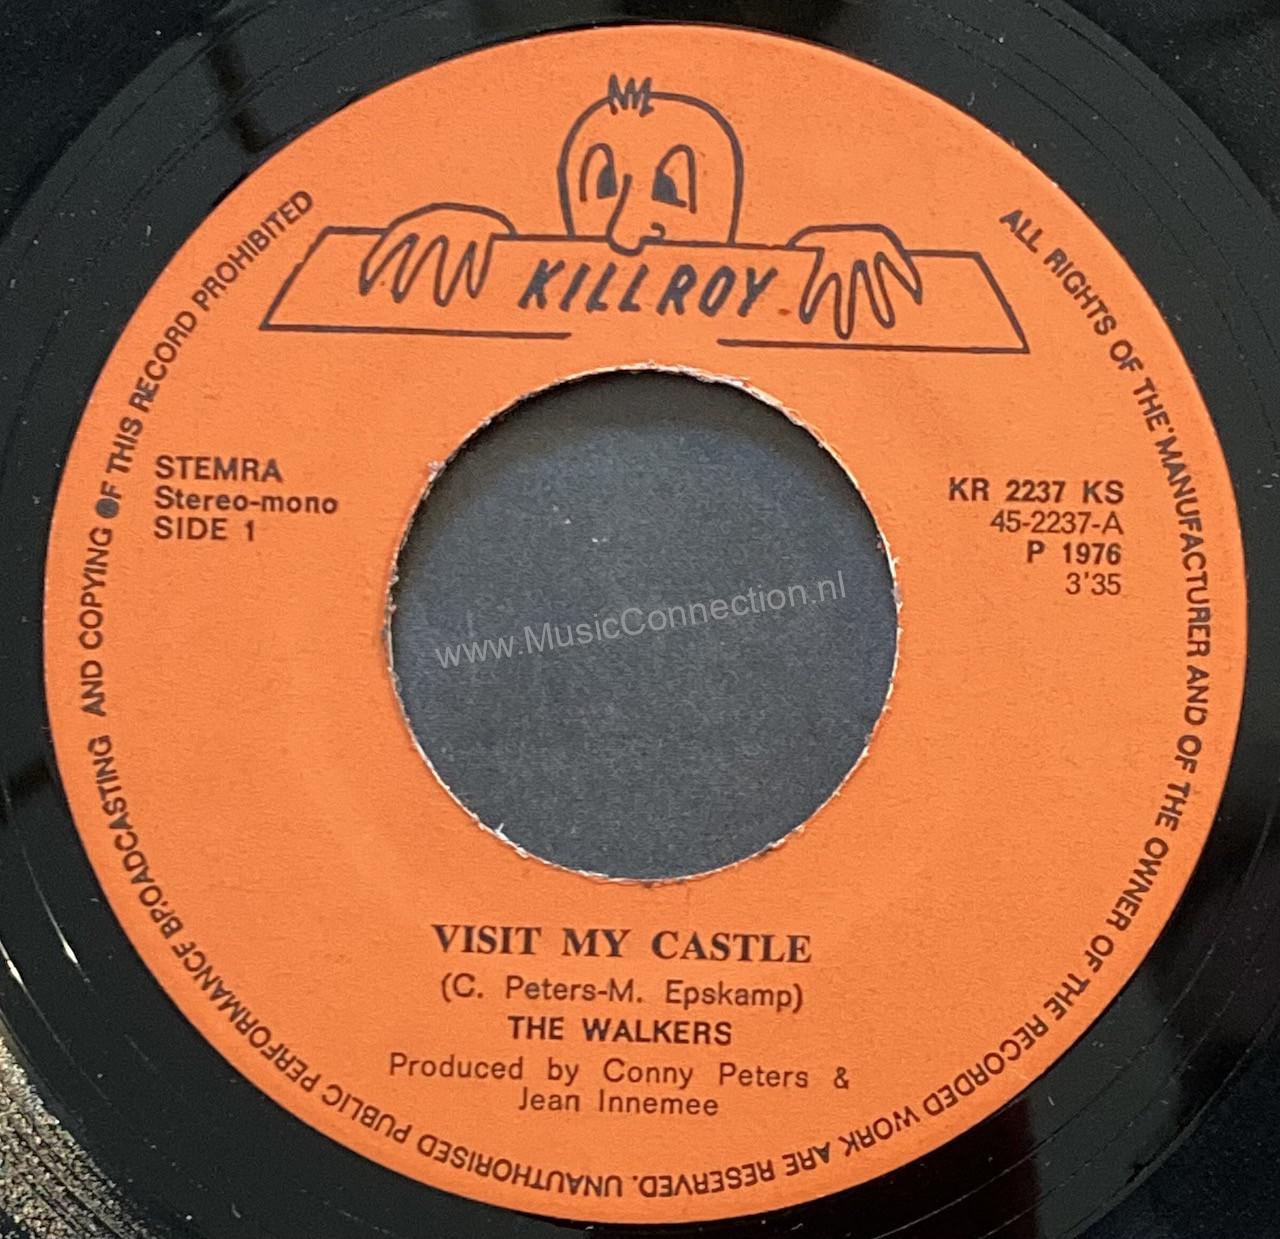 KILLROY
ALL RIGHTS OF THE MANUFACTURER AND OF THE OWNER OF THE RECORDED WORK ARE RESERVED. UNAUTHORISED PUBLIC PERFORMANCE BROADCASTING AND COPYING OF THIS RECORD PROHIBITED
STEMRA
Stereo-mono
SIDE 1
KR 2237 KS
45-2237-A
P 1976
3'35
www.MusicConnection.nl
VISIT MY CASTLE
(C. Peters-M. Epskamp)
THE WALKERS
Produced by Conny Peters &
Jean Innemee